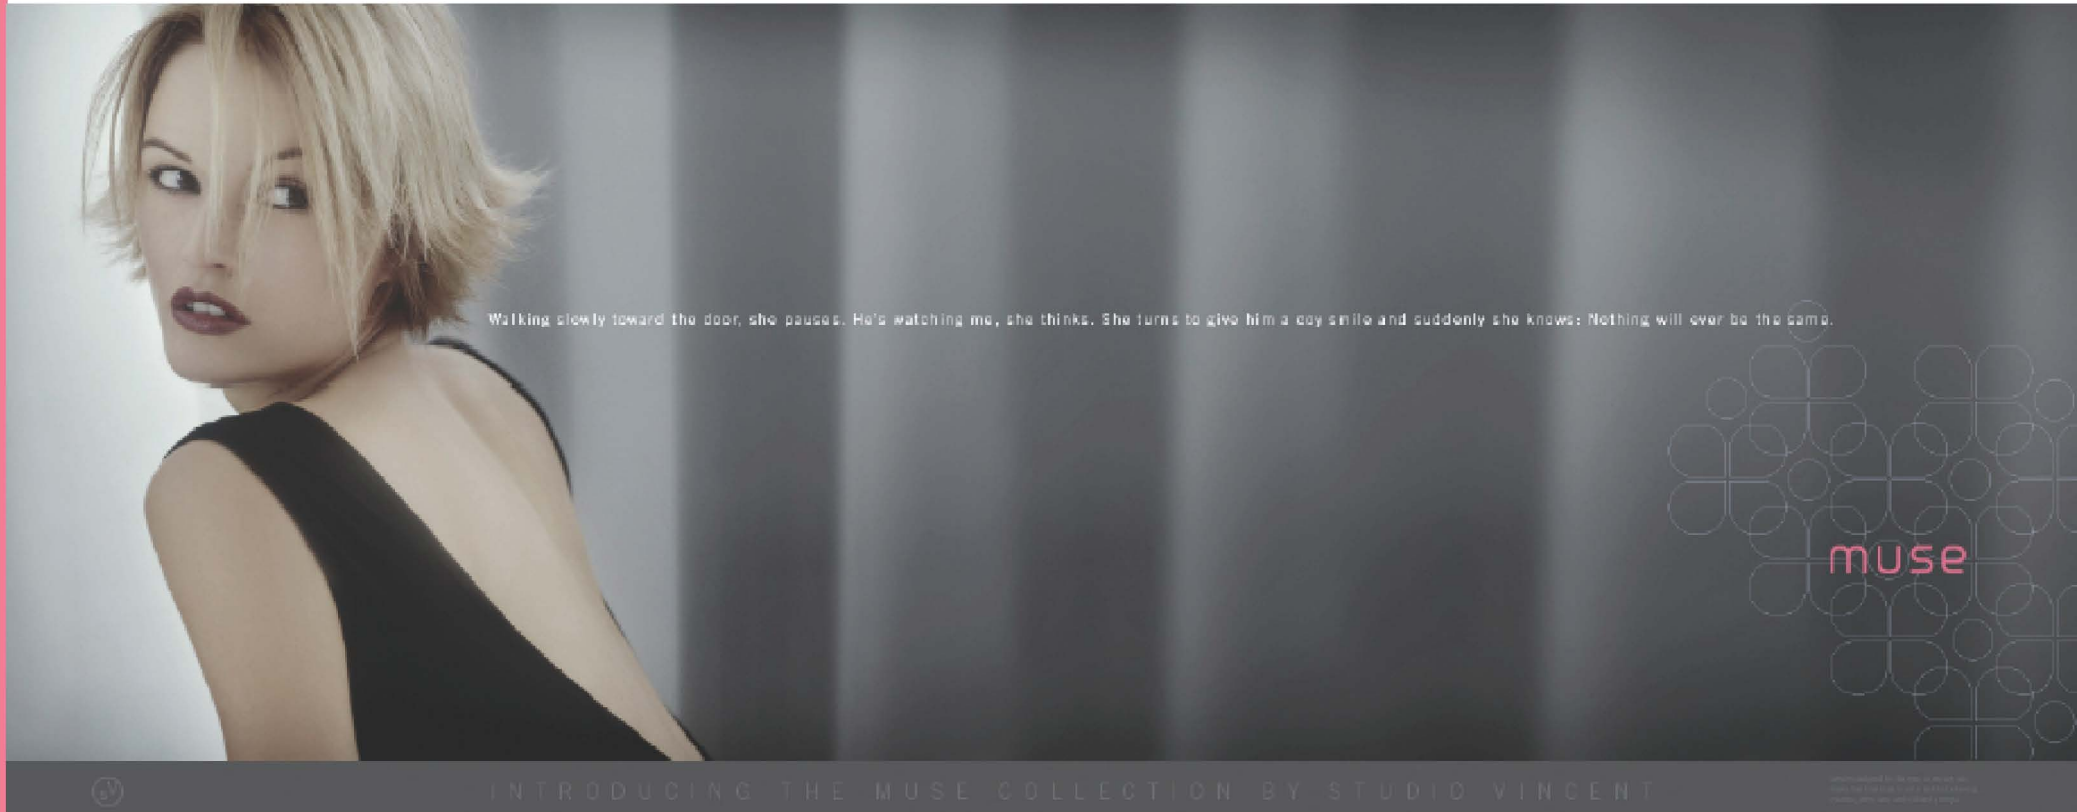 Walking slowly toward the door, she pauses. He's watching me, she thinks. She turns to give him a coy smile and suddenly she knows: Nothing will ever be the same.
muse
SV
INTRODUCING THE MUSE COLLECTION BY STUDIO VINCENT